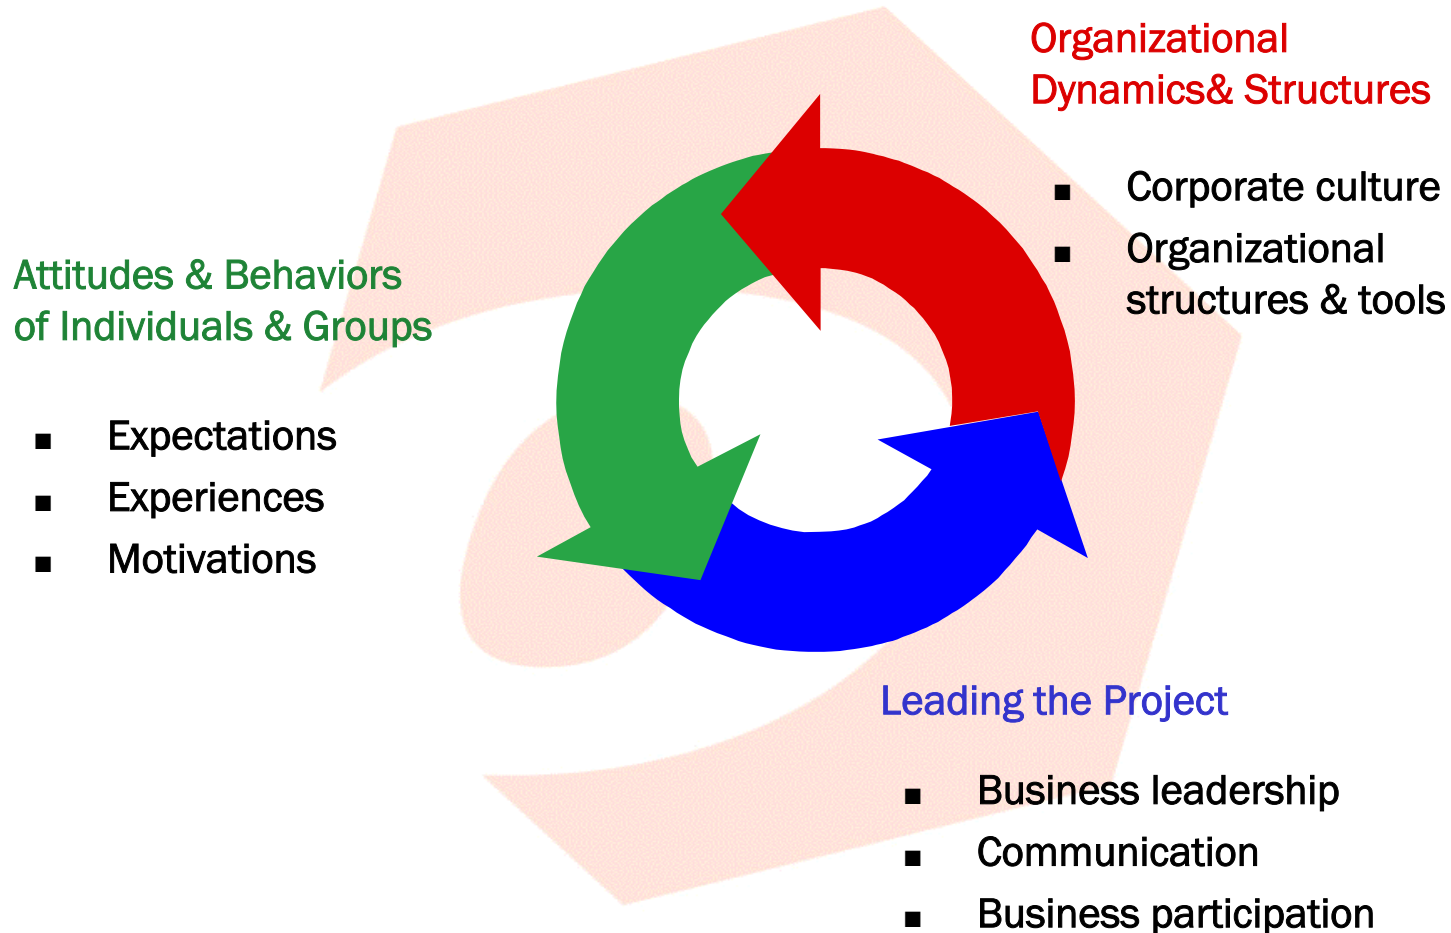 Organizational
Dynamics& Structures
■ Corporate culture
■ Organizational
structures & tools
Attitudes & Behaviors
of Individuals & Groups
■ Expectations
■ Experiences
■ Motivations
Leading the Project
■ Business leadership
■ Communication
■ Business participation